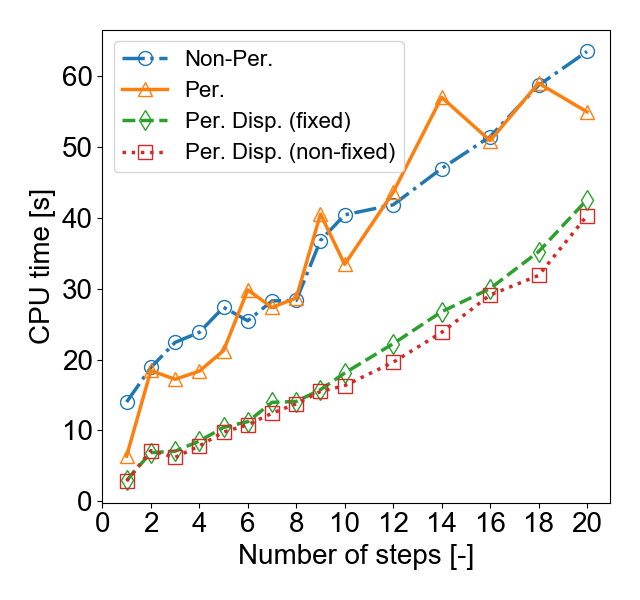 Non-Per.
Per.
Per. Disp. (fixed)
Per. Disp. (non-fixed)
60
50
40
30
20
10
0
CPU time [s]
0 2 4 6 8 10 12 14 16 18 20
Number of steps [-]